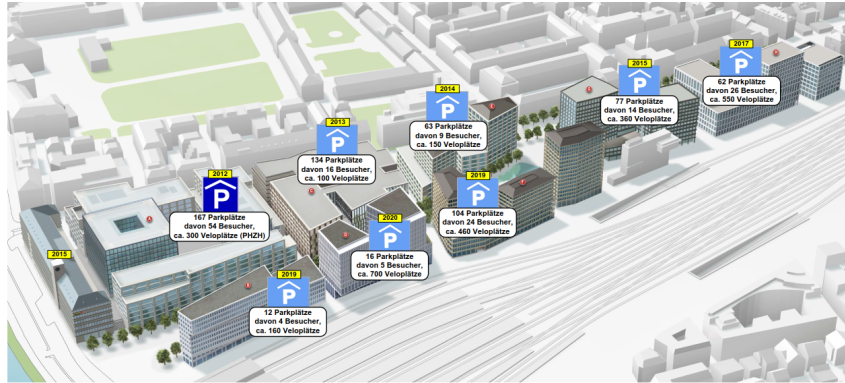 2017
P
62 Parkplätze
davon 26 Besucher,
ca. 550 Veloplätze
2015
P
77 Parkplätze
davon 14 Besucher,
ca. 360 Veloplätze
2014
P
63 Parkplätze
davon 9 Besucher,
ca. 150 Veloplätze
2013
P
134 Parkplätze
davon 16 Besucher,
ca. 100 Veloplätze
2012
P
167 Parkplätze
davon 54 Besucher,
ca. 300 Veloplätze (PHZH)
2019
P
104 Parkplätze
davon 24 Besucher,
ca. 460 Veloplätze
2020
P
16 Parkplätze
davon 5 Besucher,
ca. 700 Veloplätze
2015
2019
P
12 Parkplätze
davon 4 Besucher,
ca. 160 Veloplätze